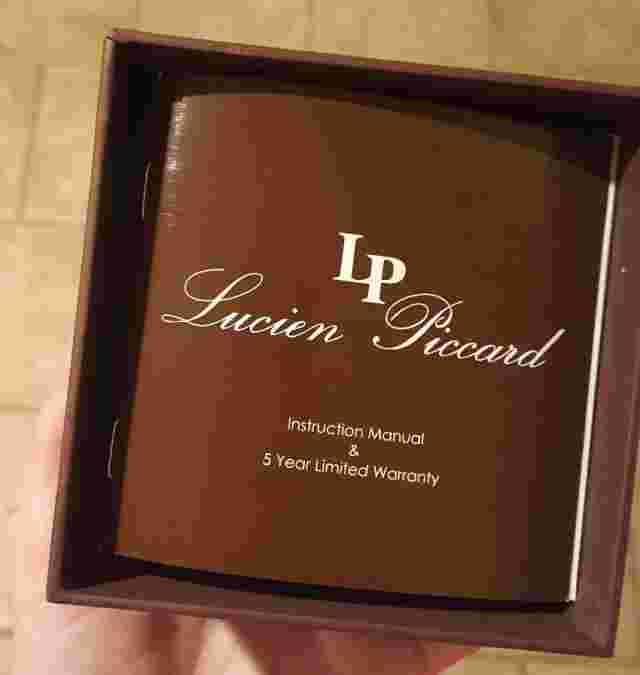 LP
Lucien Piccard
Instruction Manual
&
5 Year Limited Warranty